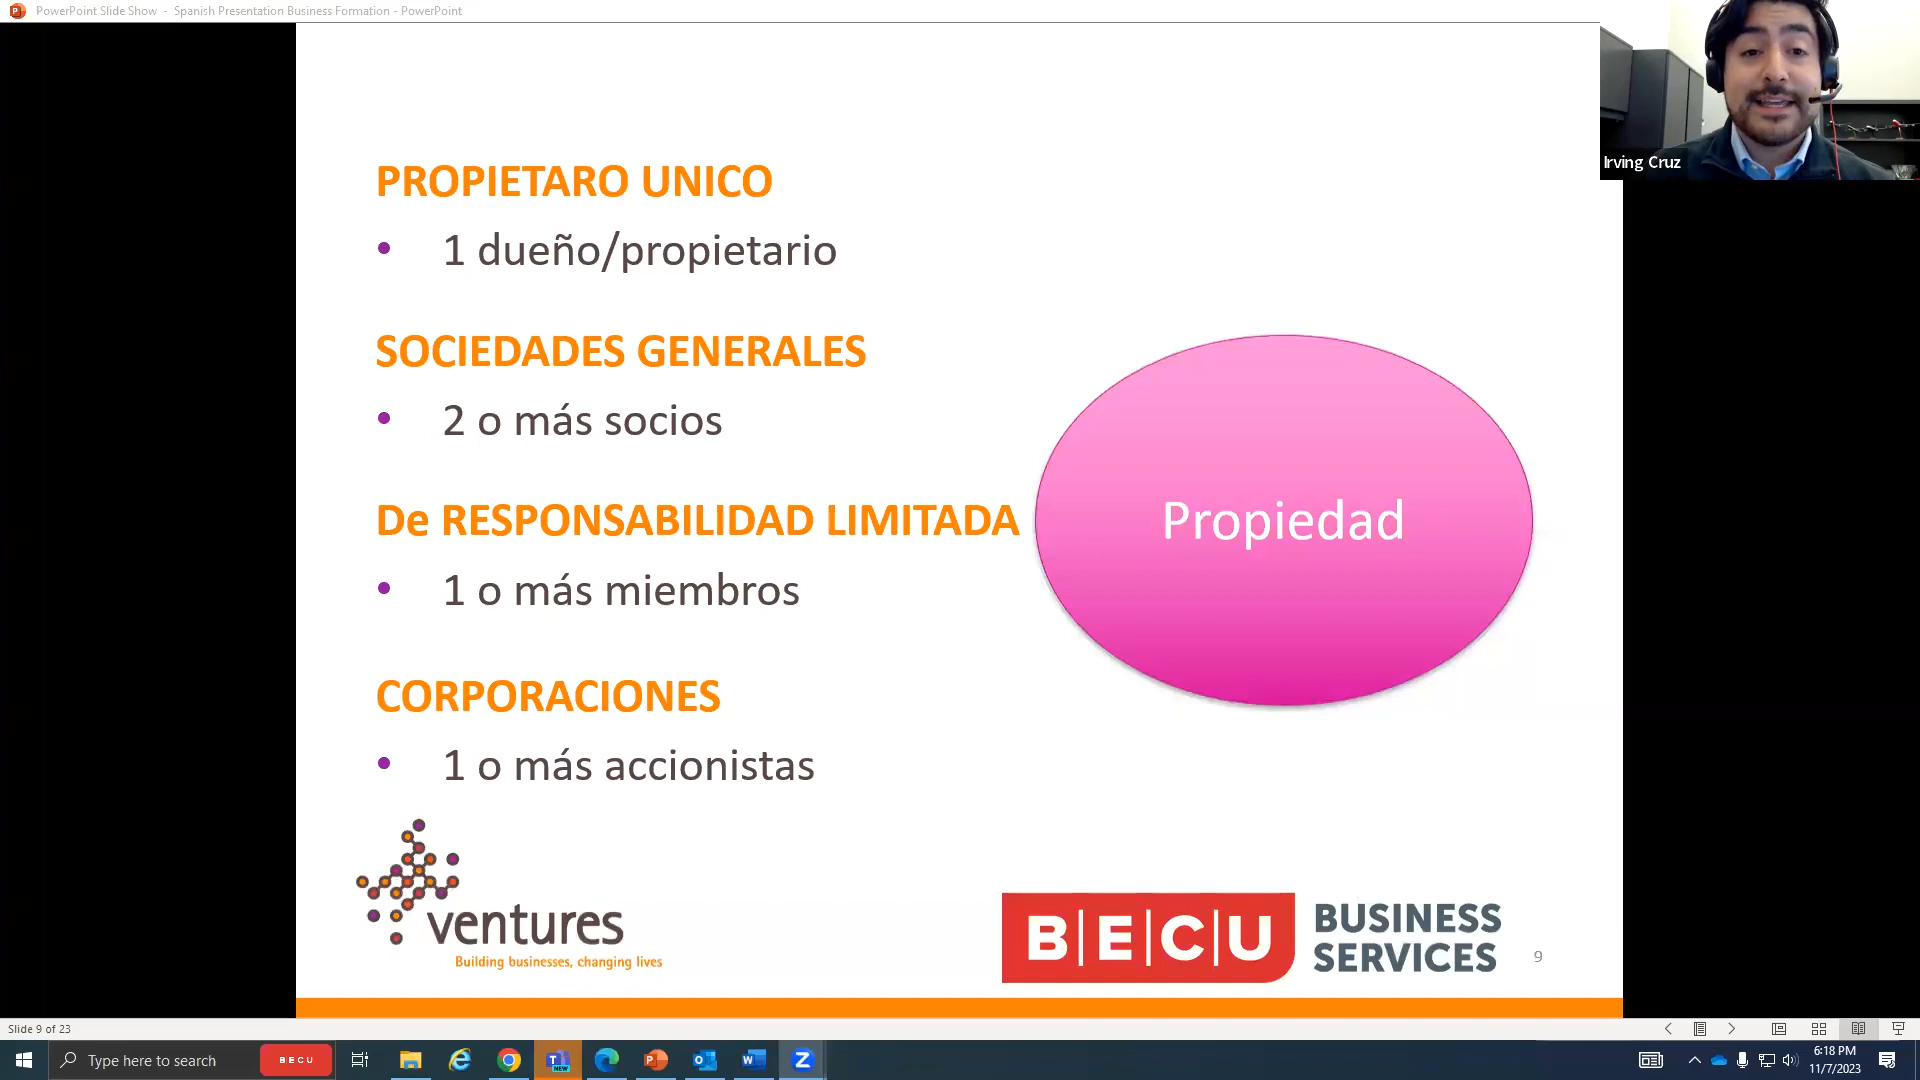 PowerPoint Slide Show - Spanish Presentation Business Formation - PowerPoint
Irving Cruz
PROPIETARO UNICO
• 1 dueño/propietario
SOCIEDADES GENERALES
• 2 o más socios
De RESPONSABILIDAD LIMITADA
• 1 o más miembros
CORPORACIONES
• 1 o más accionistas
Propiedad
ventures
Building businesses, changing lives
BECU
BUSINESS
SERVICES
9
Slide 9 of 23
Type here to search
BECU
NEW
6:18 PM
11/7/2023